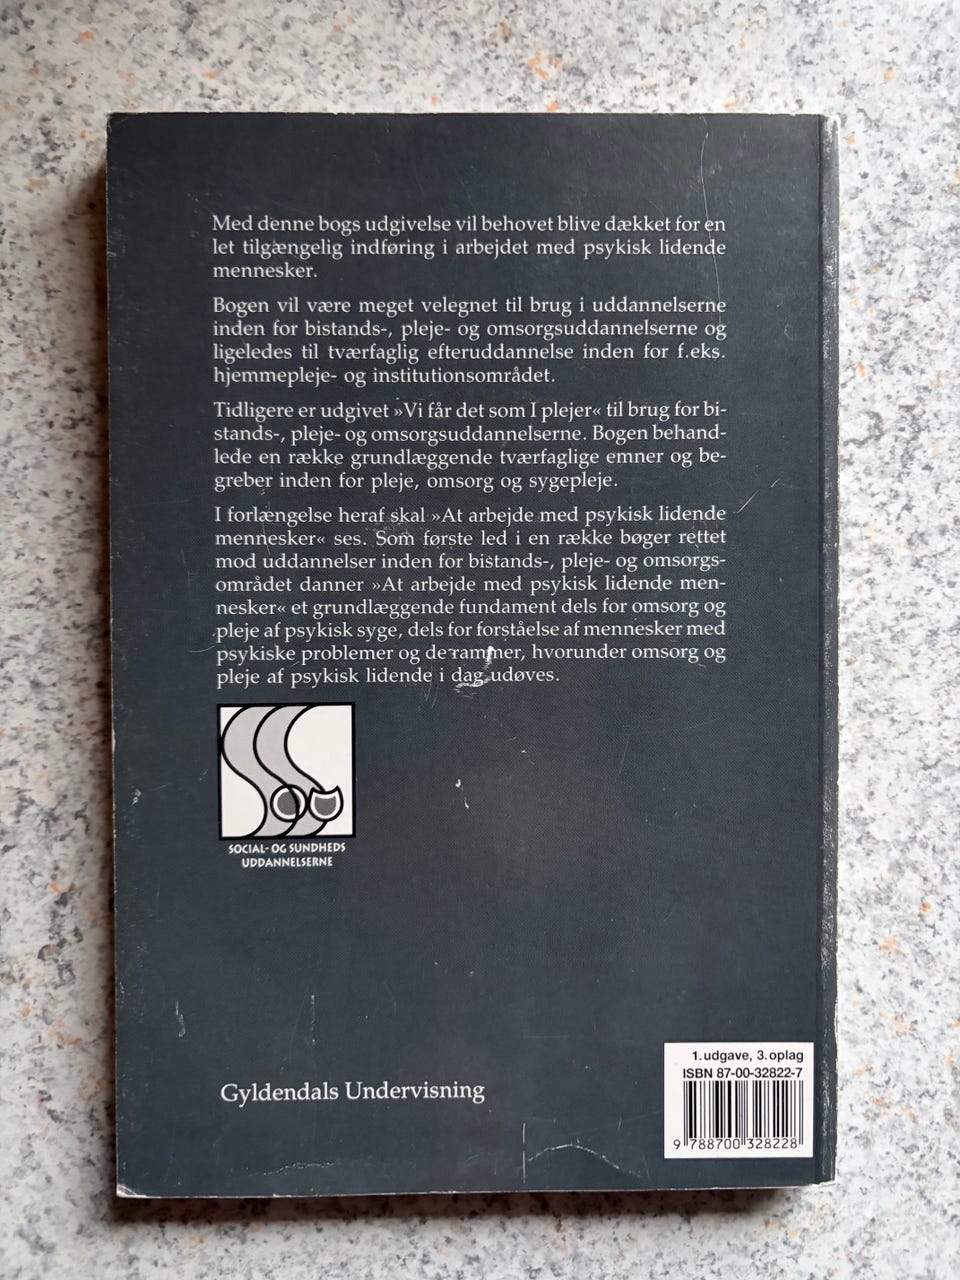 Med denne bogs udgivelse vil behovet blive dækket for en
let tilgængelig indføring i arbejdet med psykisk lidende
mennesker.
Bogen vil være meget velegnet til brug i uddannelserne
inden for bistands-, pleje- og omsorgsuddannelserne og
ligeledes til tværfaglig efteruddannelse inden for f.eks.
hjemmepleje- og institutionsområdet.
Tidligere er udgivet »Vi får det som I plejer« til brug for bi-
stands-, pleje- og omsorgsuddannelserne. Bogen behand-
lede en række grundlæggende tværfaglige emner og be-
greber inden for pleje, omsorg og sygepleje.
I forlængelse heraf skal »At arbejde med psykisk lidende
mennesker« ses. Som første led i en række bøger rettet
mod uddannelser inden for bistands-, pleje- og omsorgs-
området danner »At arbejde med psykisk lidende men-
nesker« et grundlæggende fundament dels for omsorg og
pleje af psykisk syge, dels for forståelse af mennesker med
psykiske problemer og de rammer, hvorunder omsorg og
pleje af psykisk lidende i dag udøves.
SOCIAL- OG SUNDHEDS
UDDANNELSERNE
Gyldendals Undervisning
1. udgave, 3. oplag
ISBN 87-00-32822-7
9 788700 328228